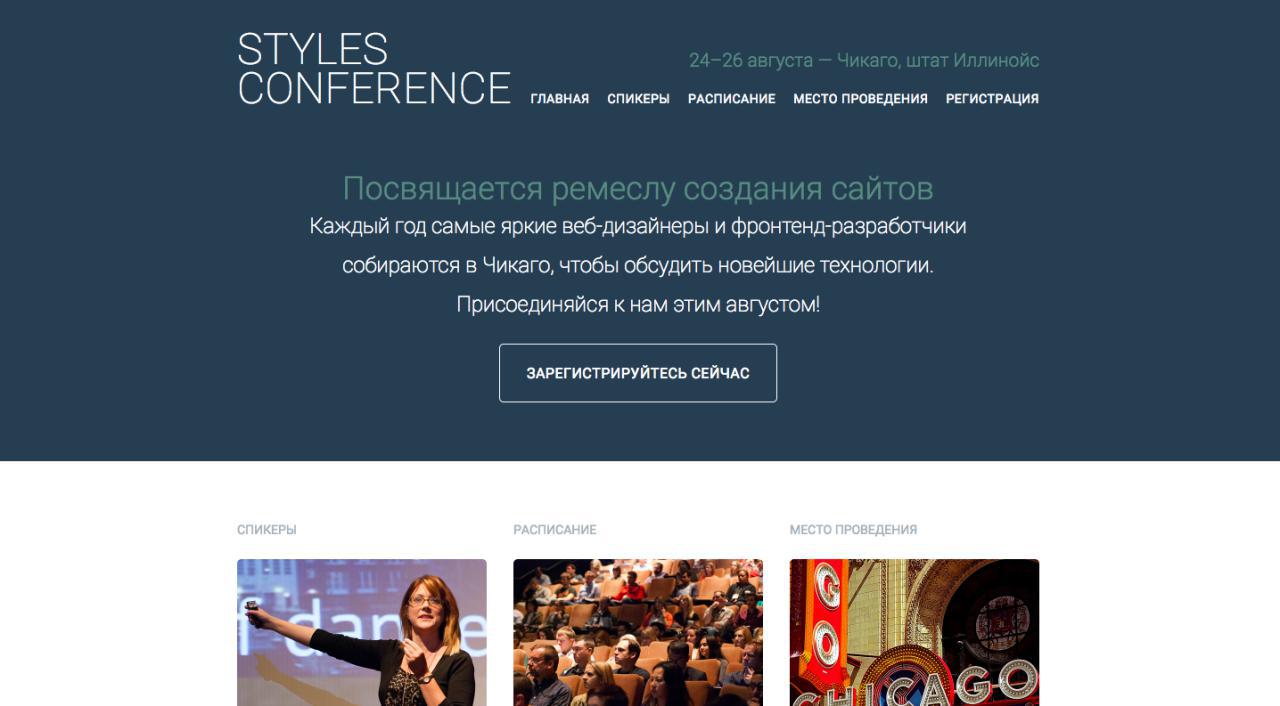 STYLES
CONFERENCE
24–26 августа — Чикаго, штат Иллинойс
ГЛАВНАЯ СПИКЕРЫ РАСПИСАНИЕ МЕСТО ПРОВЕДЕНИЯ РЕГИСТРАЦИЯ
Посвящается ремеслу создания сайтов
Каждый год самые яркие веб-дизайнеры и фронтенд-разработчики
собираются в Чикаго, чтобы обсудить новейшие технологии.
Присоединяйся к нам этим августом!
ЗАРЕГИСТРИРУЙТЕСЬ СЕЙЧАС
СПИКЕРЫ РАСПИСАНИЕ МЕСТО ПРОВЕДЕНИЯ
CHICAGO